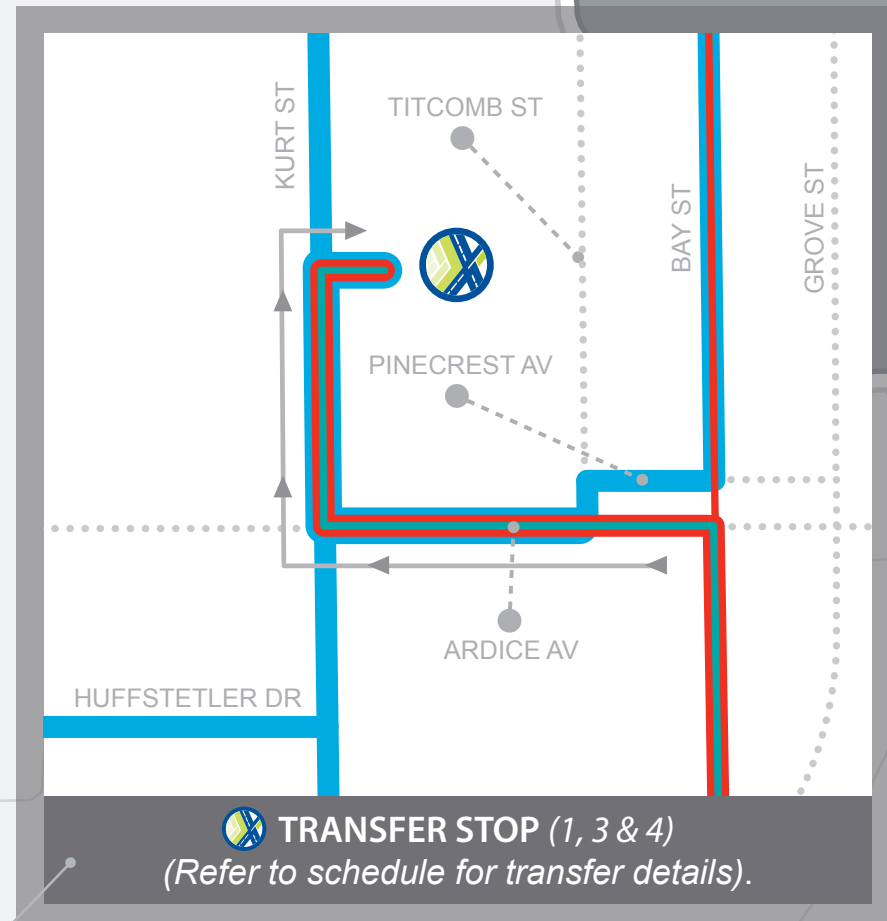 TITCOMB ST
KURT ST
BAY ST
GROVE ST
PINECREST AV
ARDICE AV
HUFFSTETLER DR
TRANSFER STOP (1, 3 & 4)
(Refer to schedule for transfer details).